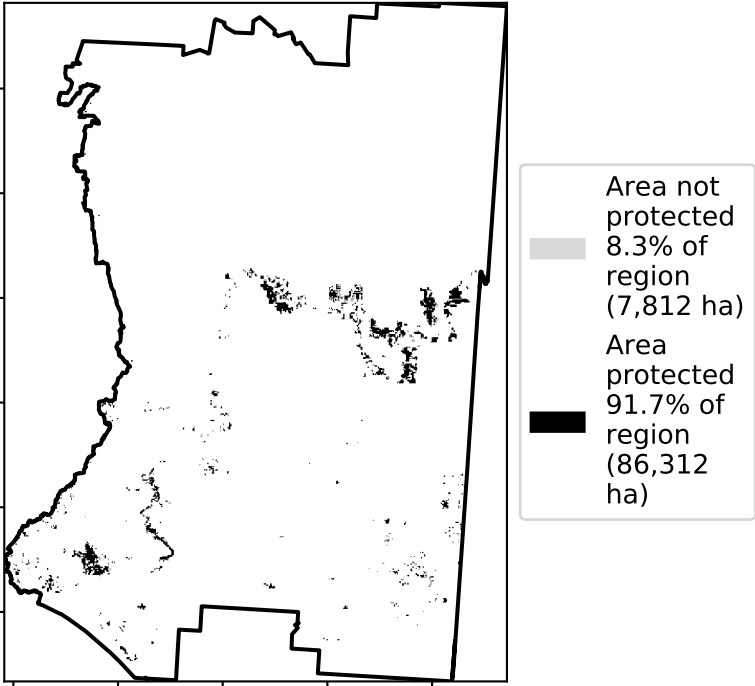 Area not
protected
8.3% of
region
(7,812 ha)
Area
protected
91.7% of
region
(86,312
ha)